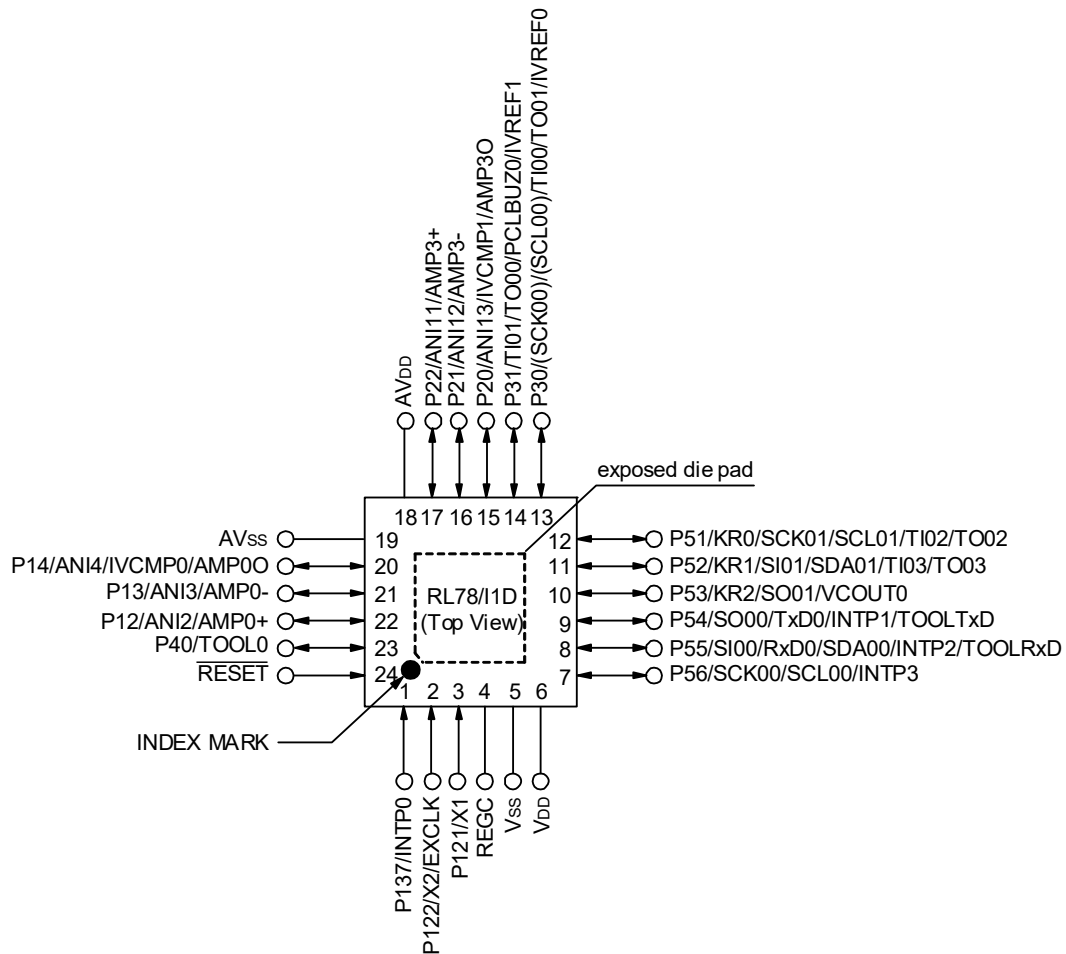 P22/ANI11/AMP3+
P21/ANI12/AMP3-
P20/ANI13/IVCMP1/AMP3O
P31/TI01/TO00/PCLBUZ0/IVREF1
P30/(SCK00)/(SCL00)/TI00/TO01/IVREF0
AVDD
exposed die pad
18 17 16 15 14 13
AVSS 19
P14/ANI4/IVCMP0/AMP0O 20
P13/ANI3/AMP0- 21
P12/ANI2/AMP0+ 22
P40/TOOL0 23
RESET 24
RL78/I1D
(Top View)
12 P51/KR0/SCK01/SCL01/TI02/TO02
11 P52/KR1/SI01/SDA01/TI03/TO03
10 P53/KR2/SO01/VCOUT0
9 P54/SO00/TxD0/INTP1/TOOLTxD
8 P55/SI00/RxD0/SDA00/INTP2/TOOLRxD
7 P56/SCK00/SCL00/INTP3
1 2 3 4 5 6
INDEX MARK
P137/INTP0
P122/X2/EXCLK
P121/X1
REGC
VSS
VDD